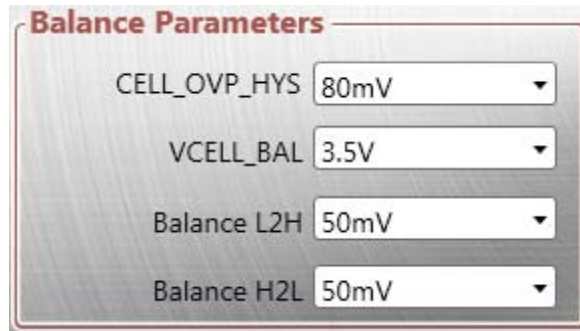 Balance Parameters
CELL_OVP_HYS 80mV
VCELL_BAL 3.5V
Balance L2H 50mV
Balance H2L 50mV